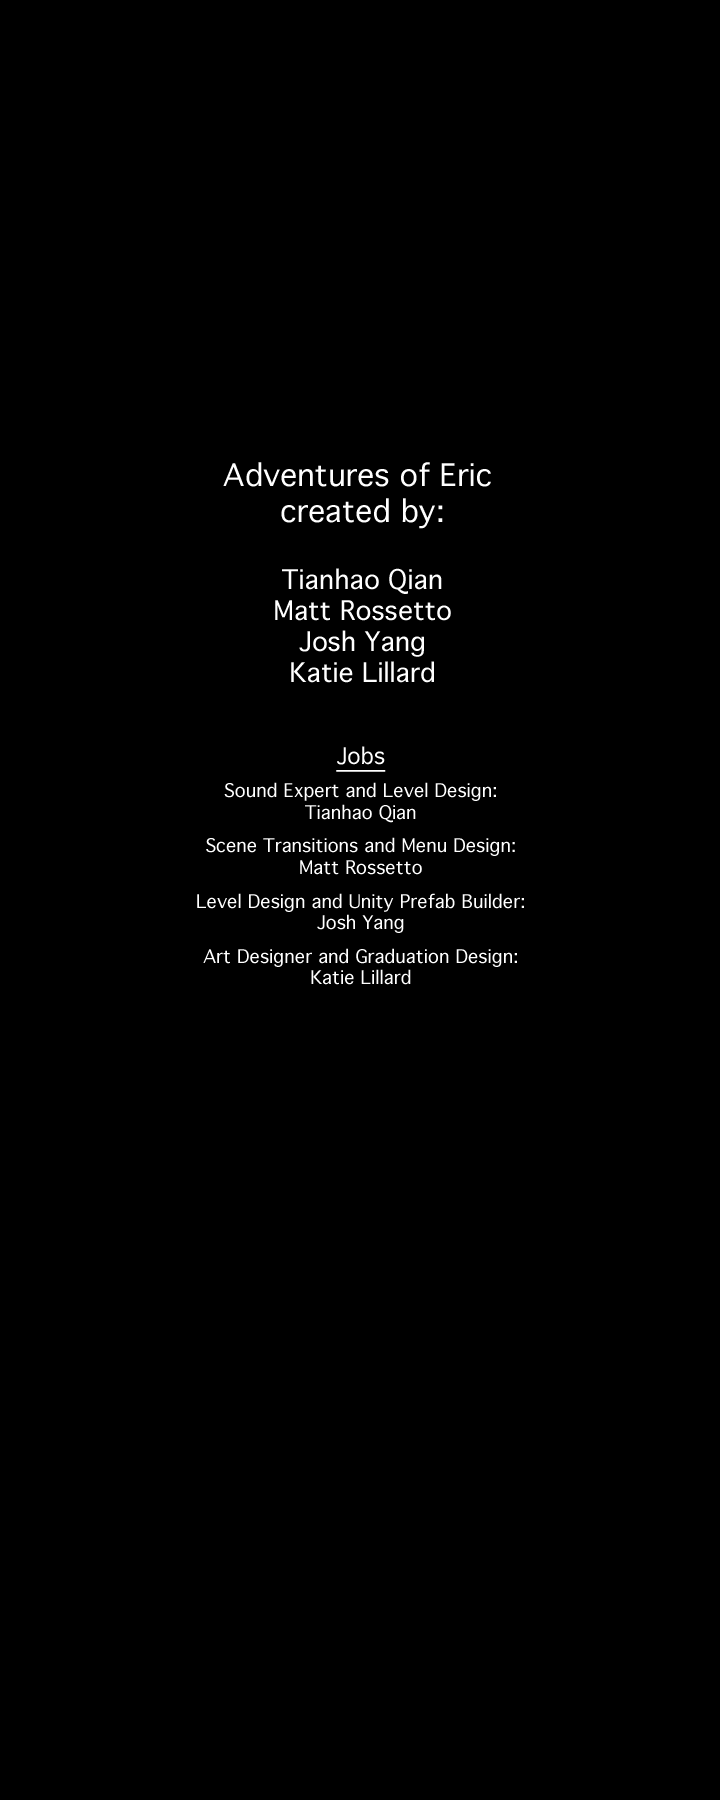 Adventures of Eric
created by:
Tianhao Qian
Matt Rossetto
Josh Yang
Katie Lillard
Jobs
Sound Expert and Level Design:
Tianhao Qian
Scene Transitions and Menu Design:
Matt Rossetto
Level Design and Unity Prefab Builder:
Josh Yang
Art Designer and Graduation Design:
Katie Lillard